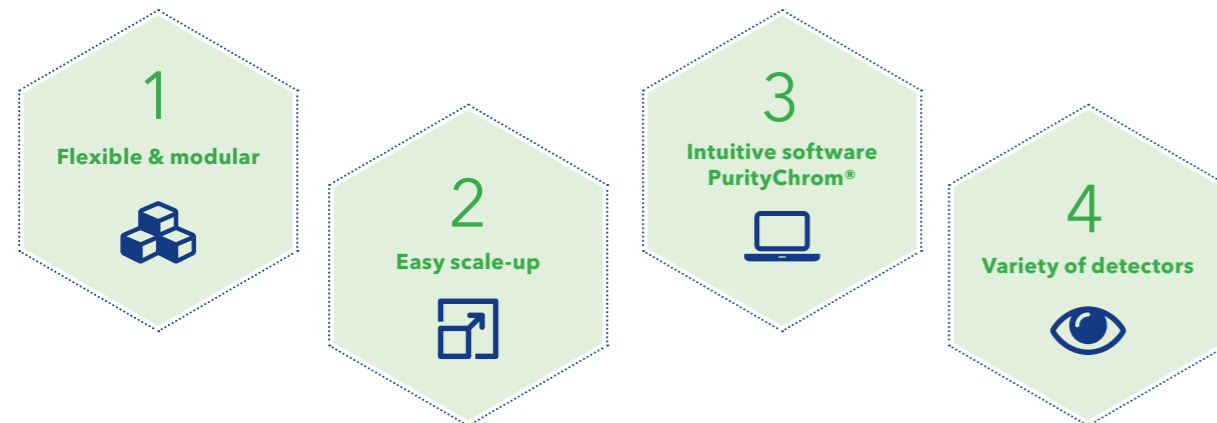 1
Flexible & modular
2
Easy scale-up
3
Intuitive software
PurityChrom®
4
Variety of detectors